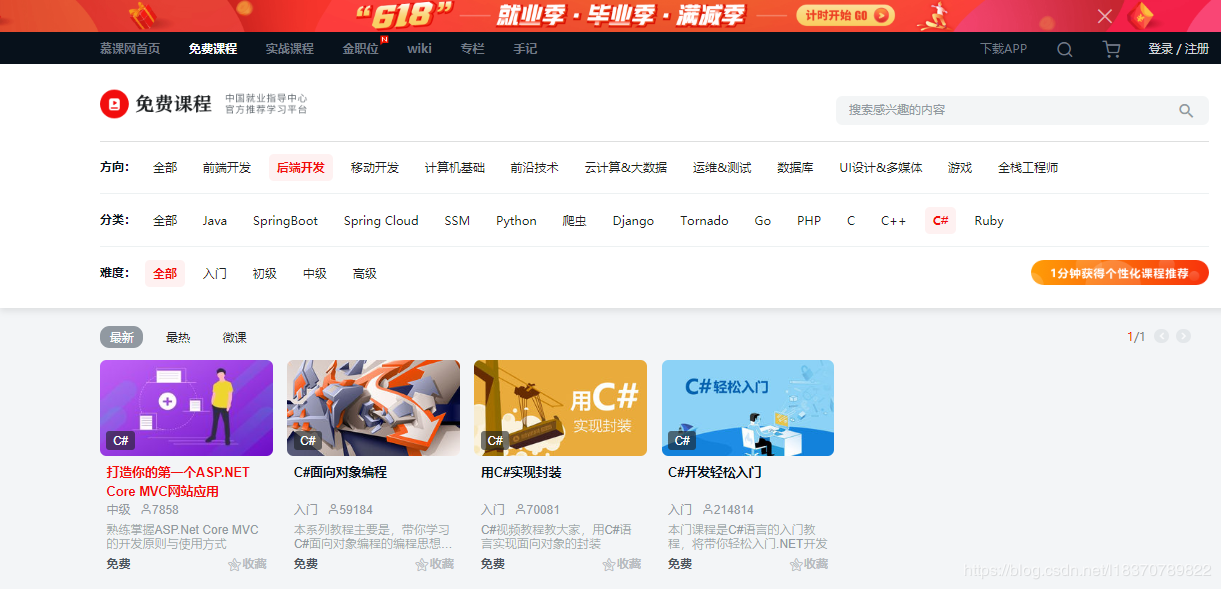 “618” 就业季·毕业季·满减季 计时开始 GO
慕课网首页 免费课程 实战课程 金职位 N wiki 专栏 手记 下载APP 登录 / 注册
免费课程 中国就业指导中心
官方推荐学习平台
搜索感兴趣的内容
方向： 全部 前端开发 后端开发 移动开发 计算机基础 前沿技术 云计算&大数据 运维&测试 数据库 UI设计&多媒体 游戏 全栈工程师
分类： 全部 Java SpringBoot Spring Cloud SSM Python 爬虫 Django Tornado Go PHP C C++ C# Ruby
难度： 全部 入门 初级 中级 高级 1分钟获得个性化课程推荐
最新 最热 微课 1/1
C#
打造你的第一个ASP.NET
Core MVC网站应用
中级 7858
熟练掌握ASP.Net Core MVC
的开发原则与使用方式
免费 收藏
C#
C#面向对象编程
入门 59184
本系列教程主要是，带你学习
C#面向对象编程的编程思想...
免费 收藏
用C#
实现封装
C#
用C#实现封装
入门 70081
C#视频教程教大家，用C#语
言实现面向对象的封装
免费 收藏
C#轻松入门
C#
C#开发轻松入门
入门 214814
本门课程是C#语言的入门教
程，将带你轻松入门.NET开发
免费 收藏
https://blog.csdn.net/l18370789822